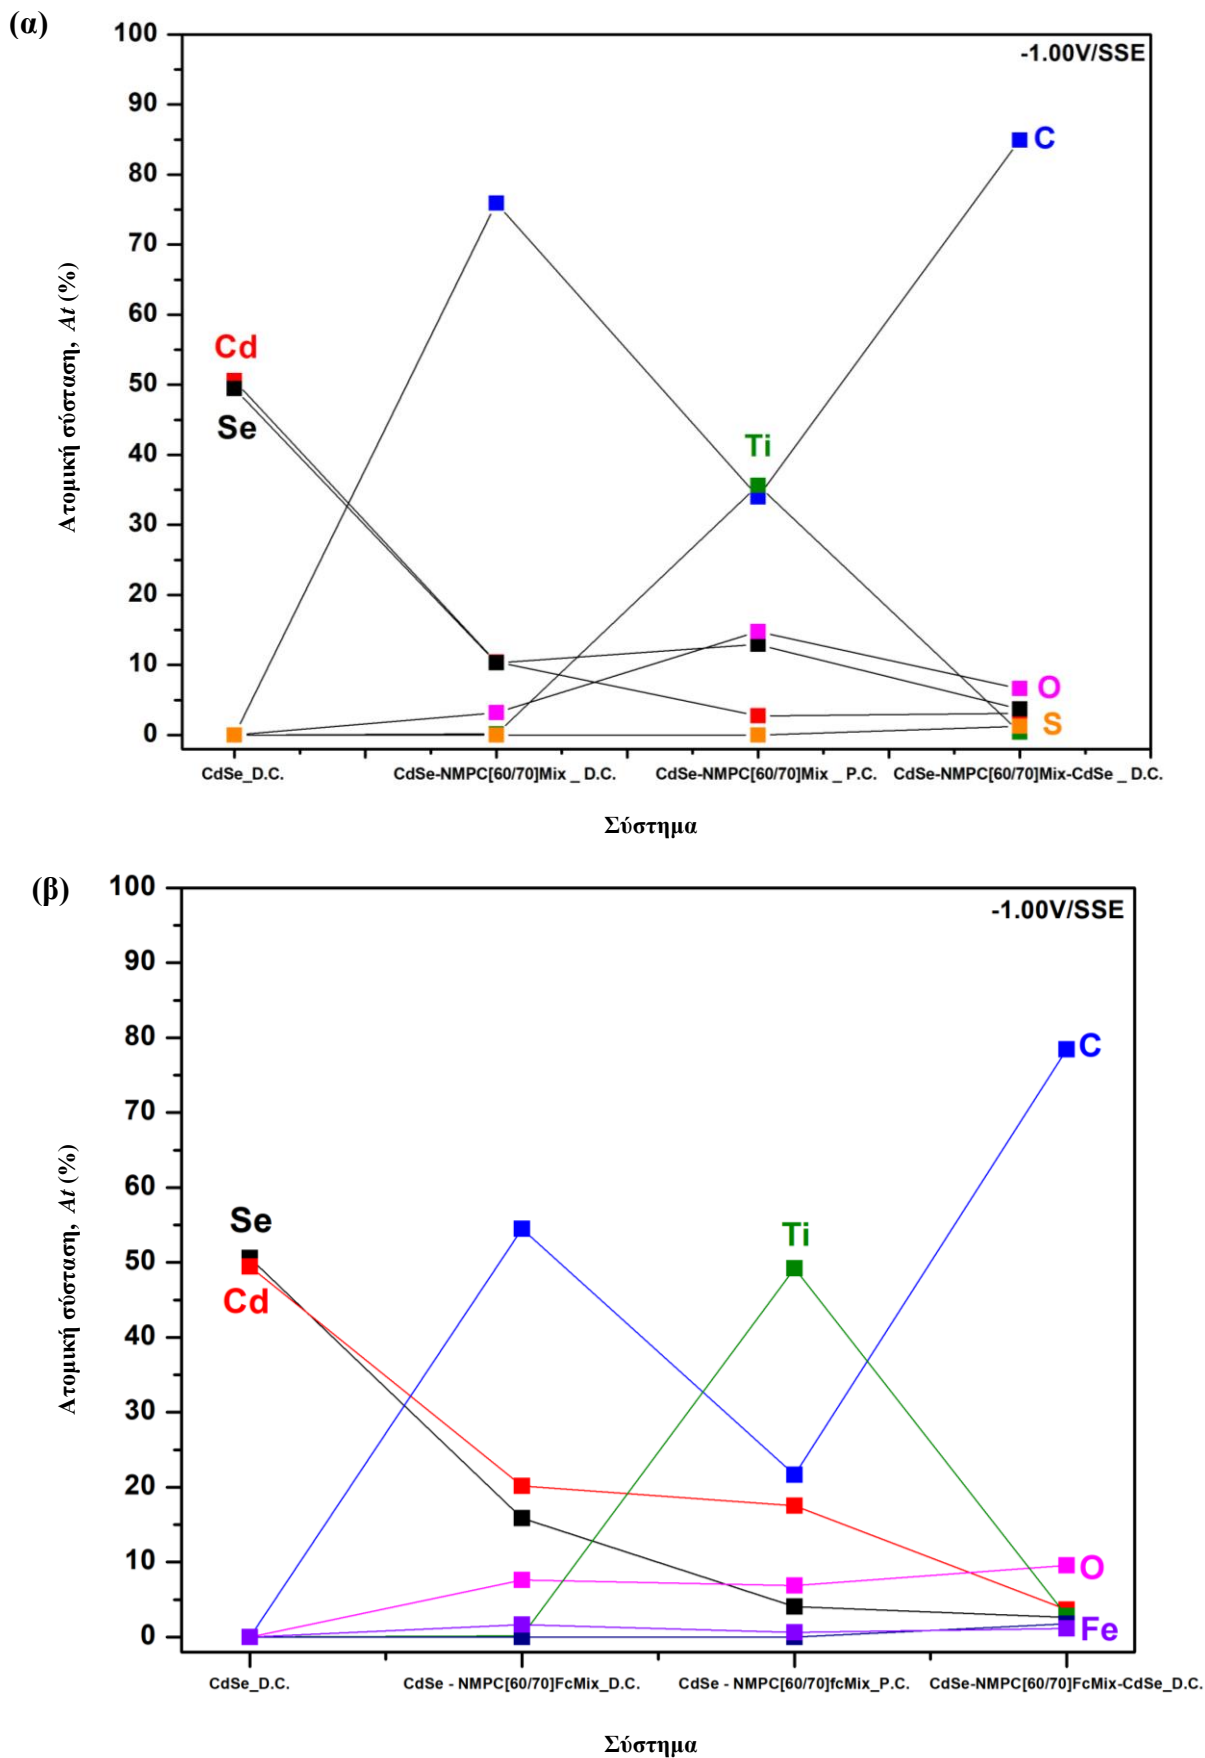 (α)
-1.00V/SSE
100
90
80
70
60
50
40
30
20
10
0
Ατομική σύσταση, At (%)
C
Cd
Se
Ti
O
S
CdSe_D.C.
CdSe-NMPC[60/70]Mix _ D.C.
CdSe-NMPC[60/70]Mix _ P.C.
CdSe-NMPC[60/70]Mix-CdSe _ D.C.
Σύστημα
(β)
-1.00V/SSE
100
90
80
70
60
50
40
30
20
10
0
Ατομική σύσταση, At (%)
C
Se
Ti
Cd
O
Fe
CdSe_D.C.
CdSe - NMPC[60/70]FcMix_D.C.
CdSe - NMPC[60/70]fcMix_P.C.
CdSe-NMPC[60/70]FcMix-CdSe_D.C.
Σύστημα